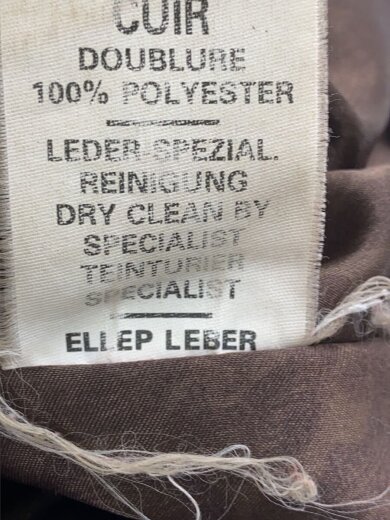 CUIR
DOUBLURE
100% POLYESTER
LEDER-SPEZIAL.
REINIGUNG
DRY CLEAN BY
SPECIALIST
TEINTURIER
SPECIALIST
ELLEP LEBER